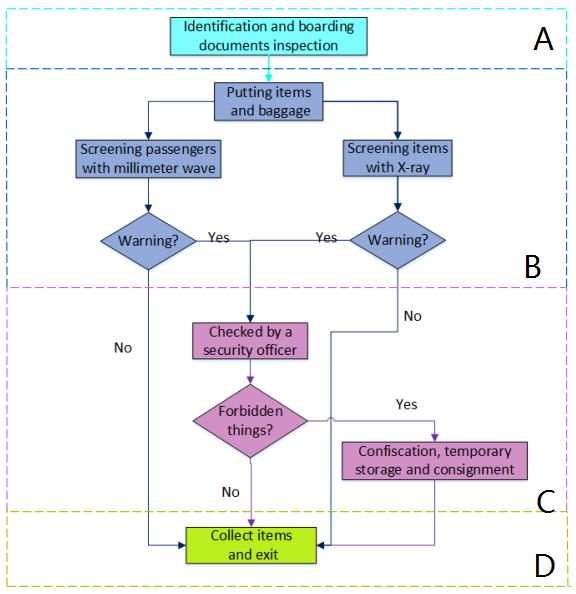 Identification and boarding
documents inspection
A
Putting items
and baggage
Screening passengers
with millimeter wave
Screening items
with X-ray
Warning?
Yes
Yes
Warning?
B
No
Checked by a
security officer
No
Forbidden
things?
Yes
Confiscation, temporary
storage and consignment
No
C
Collect items
and exit
D